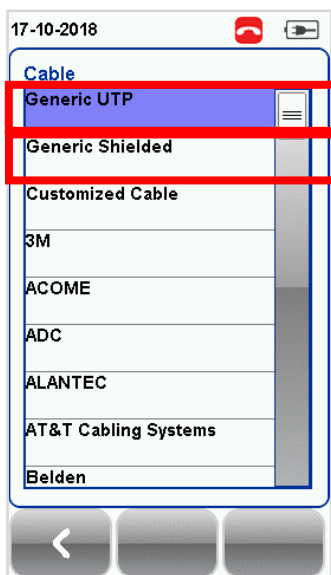 17-10-2018
Cable
Generic UTP
Generic Shielded
Customized Cable
3M
ACOME
ADC
ALANTEC
AT&T Cabling Systems
Belden